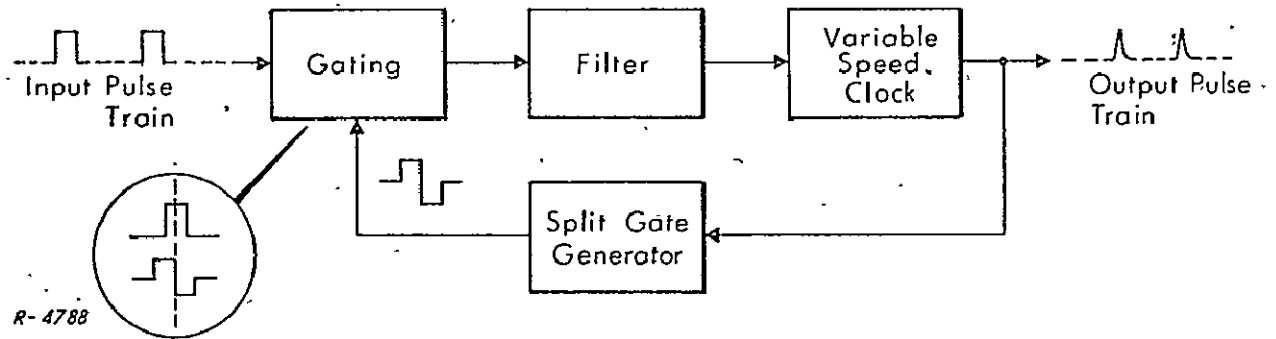 Input Pulse
Train
Gating
Filter
Variable
Speed
Clock
Output Pulse
Train
Split Gate
Generator
R-4788